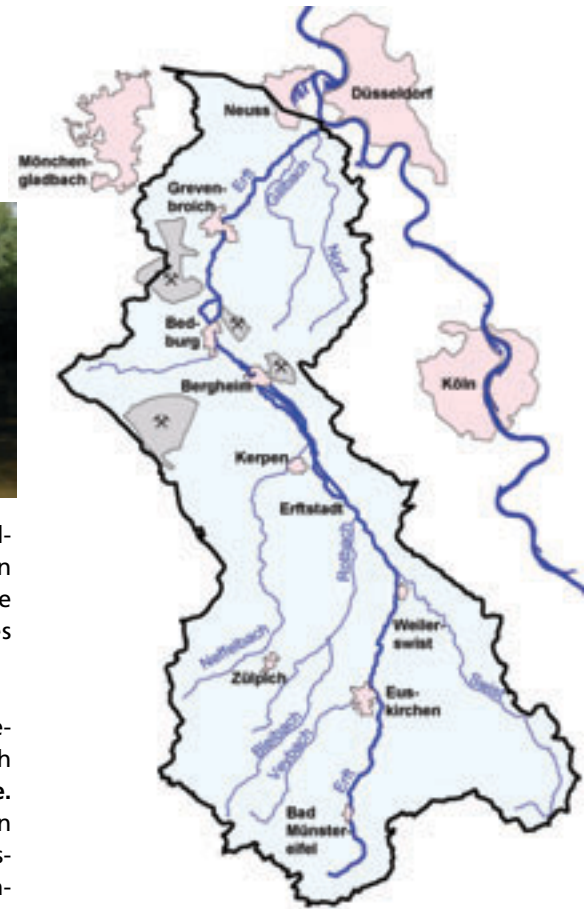 Düsseldorf
Neuss
Mönchen-
gladbach
Erft
Gillbach
Greven-
broich
Norf
Bed-
burg
Bergheim
Köln
Kerpen
Erftstadt
Rotbach
Neffelbach
Weiler-
swist
Swist
Zülpich
Eus-
kirchen
Bleibach
Veybach
Erft
Bad
Münster-
eifel
l-
n
e
s
e-
h
e.
n
s-
n-